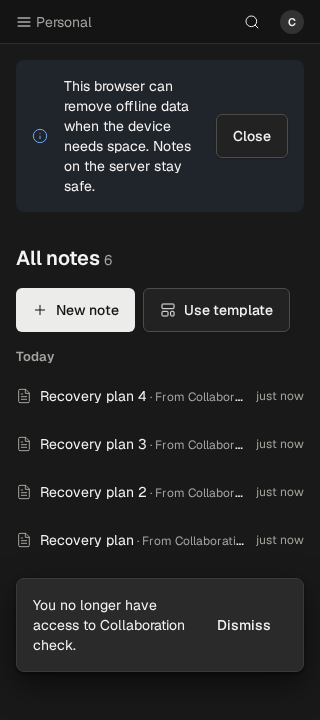 Personal
C
This browser can
remove offline data
when the device
needs space. Notes
on the server stay
safe.
Close
All notes 6
New note
Use template
Today
Recovery plan 4 · From Collabor... just now
Recovery plan 3 · From Collabor... just now
Recovery plan 2 · From Collabor... just now
Recovery plan · From Collaborati... just now
You no longer have
access to Collaboration
check.
Dismiss